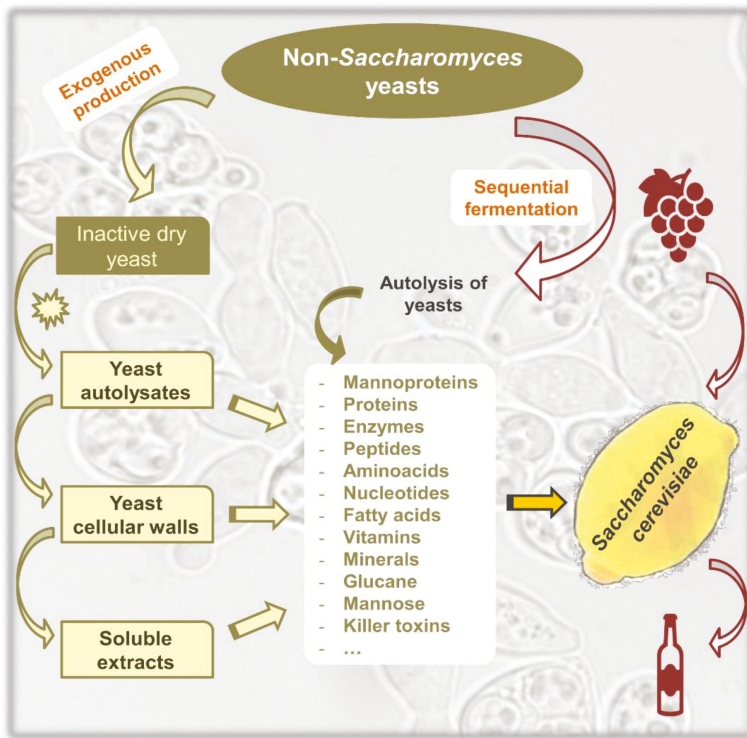 Non-Saccharomyces
yeasts
Exogenous
production
Sequential
fermentation
Inactive dry
yeast
Autolysis of
yeasts
Yeast
autolysates
Yeast
cellular walls
Soluble
extracts
- Mannoproteins
- Proteins
- Enzymes
- Peptides
- Aminoacids
- Nucleotides
- Fatty acids
- Vitamins
- Minerals
- Glucane
- Mannose
- Killer toxins
- ...
Saccharomyces
cerevisiae